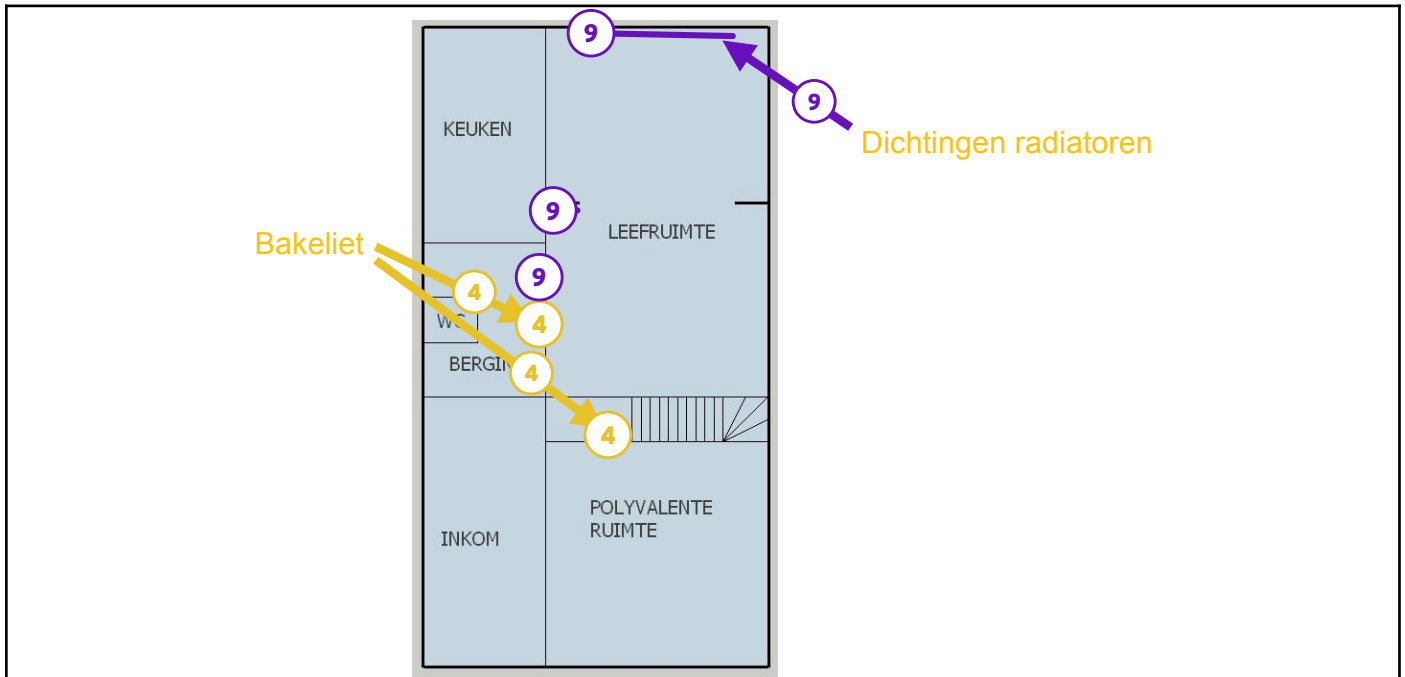 9
9
KEUKEN
Dichtingen radiatoren
9
LEEFRUIMTE
Bakeliet
9
4
WC
4
BERGIN
4
4
POLYVALENTE
RUIMTE
INKOM